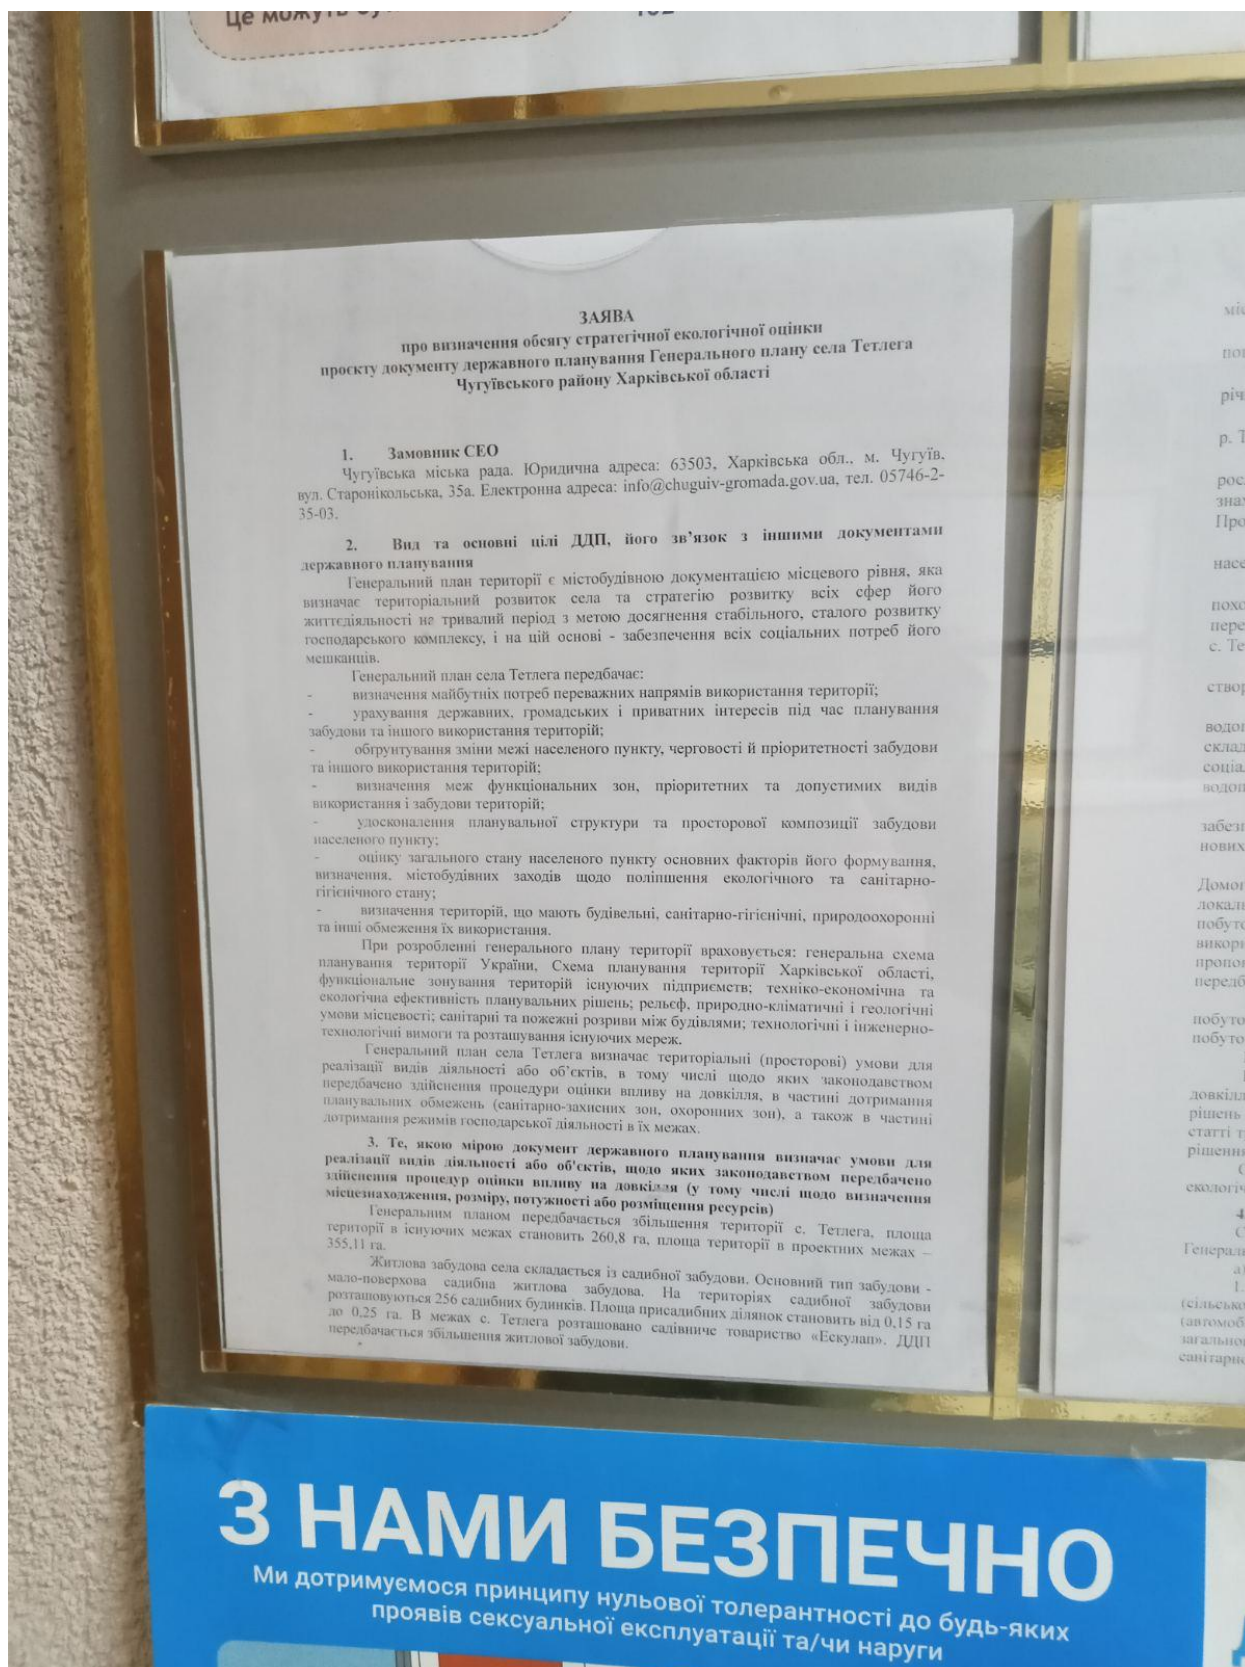 Це можуть
ЗАЯВА
про визначення обсягу стратегічної екологічної оцінки
проєкту документу державного планування Генерального плану села Тетлега
Чугуївського району Харківської області
1. Замовник СЕО
Чугуївська міська рада. Юридична адреса: 63503, Харківська обл., м. Чугуїв,
вул. Старонікольська, 35а. Електронна адреса: info@chuguiv-gromada.gov.ua, тел. 05746-2-
35-03.
2. Вид та основні цілі ДДП, його зв’язок з іншими документами
державного планування
Генеральний план території є містобудівною документацією місцевого рівня, яка
визначає територіальний розвиток села та стратегію розвитку всіх сфер його
життєдіяльності на тривалий період з метою досягнення стабільного, сталого розвитку
господарського комплексу, і на цій основі - забезпечення всіх соціальних потреб його
мешканців.
Генеральний план села Тетлега передбачає:
- визначення майбутніх потреб переважних напрямів використання території;
- урахування державних, громадських і приватних інтересів під час планування
забудови та іншого використання територій;
- обґрунтування зміни межі населеного пункту, черговості й пріоритетності забудови
та іншого використання територій;
- визначення меж функціональних зон, пріоритетних та допустимих видів
використання і забудови територій;
- удосконалення планувальної структури та просторової композиції забудови
населеного пункту;
- оцінку загального стану населеного пункту основних факторів його формування,
визначення, містобудівних заходів щодо поліпшення екологічного та санітарно-
гігієнічного стану;
- визначення територій, що мають будівельні, санітарно-гігієнічні, природоохоронні
та інші обмеження їх використання.
При розробленні генерального плану території враховується: генеральна схема
планування території України, Схема планування території Харківської області,
функціональне зонування територій існуючих підприємств; техніко-економічна та
екологічна ефективність планувальних рішень; рельєф, природно-кліматичні і геологічні
умови місцевості; санітарні та пожежні розриви між будівлями; технологічні і інженерно-
технологічні вимоги та розташування існуючих мереж.
Генеральний план села Тетлега визначає територіальні (просторові) умови для
реалізації видів діяльності або об’єктів, в тому числі щодо яких законодавством
передбачено здійснення процедури оцінки впливу на довкілля, в частині дотримання
планувальних обмежень (санітарно-захисних зон, охоронних зон), а також в частині
дотримання режимів господарської діяльності в їх межах.
3. Те, якою мірою документ державного планування визначає умови для
реалізації видів діяльності або об’єктів, щодо яких законодавством передбачено
здійснення процедур оцінки впливу на довкілля (у тому числі щодо визначення
місцезнаходження, розміру, потужності або розміщення ресурсів)
Генеральним планом передбачається збільшення території с. Тетлега, площа
території в існуючих межах становить 260,8 га, площа території в проектних межах –
355,11 га.
Житлова забудова села складається із садибної забудови. Основний тип забудови -
мало-поверхова садибна житлова забудова. На територіях садибної забудови
розташовуються 256 садибних будинків. Площа присадибних ділянок становить від 0,15 га
до 0,25 га. В межах с. Тетлега розташовано садівниче товариство «Ескулап». ДДП
передбачається збільшення житлової забудови.
З НАМИ БЕЗПЕЧНО
Ми дотримуємося принципу нульової толерантності до будь-яких
проявів сексуальної експлуатації та/чи наруги